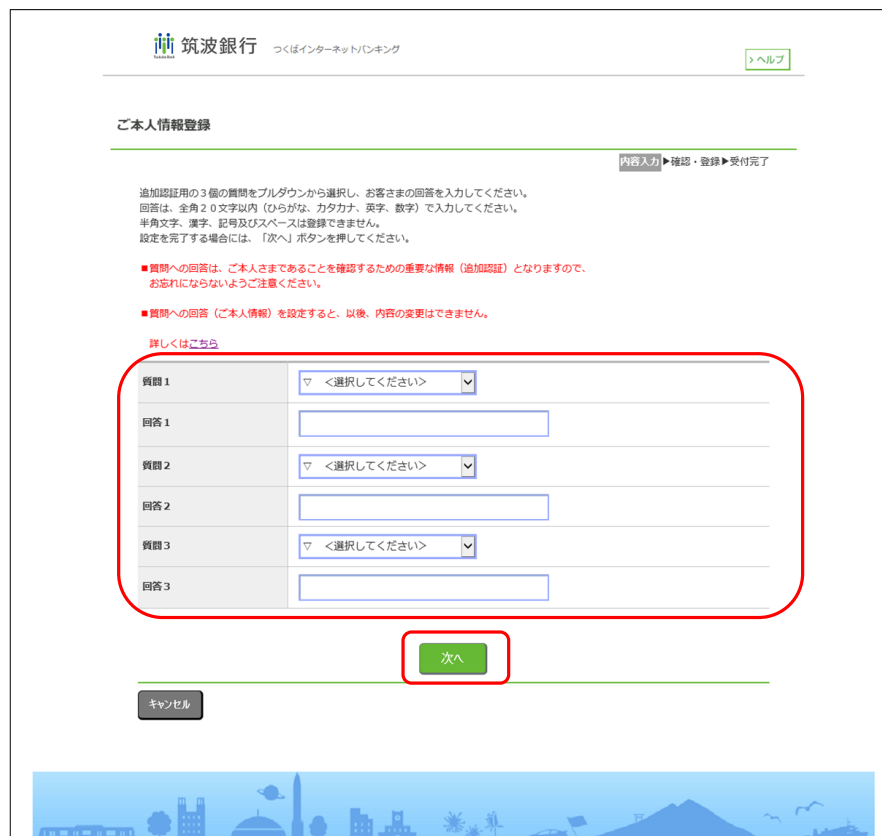 筑波銀行 つくばインターネットバンキング
>ヘルプ
ご本人情報登録
内容入力▶確認・登録▶受付完了
追加認証用の3個の質問をプルダウンから選択し、お客さまの回答を入力してください。
回答は、全角20文字以内(ひらがな、カタカナ、英字、数字)で入力してください。
半角文字、漢字、記号及びスペースは登録できません。
設定を完了する場合には、「次へ」ボタンを押してください。
■質問への回答は、ご本人さまであることを確認するための重要な情報(追加認証)となりますので、
お忘れにならないようご注意ください。
■質問への回答(ご本人情報)を設定すると、以後、内容の変更はできません。
詳しくはこちら
質問1 ▽ <選択してください>
回答1
質問2 ▽ <選択してください>
回答2
質問3 ▽ <選択してください>
回答3
次へ
キャンセル